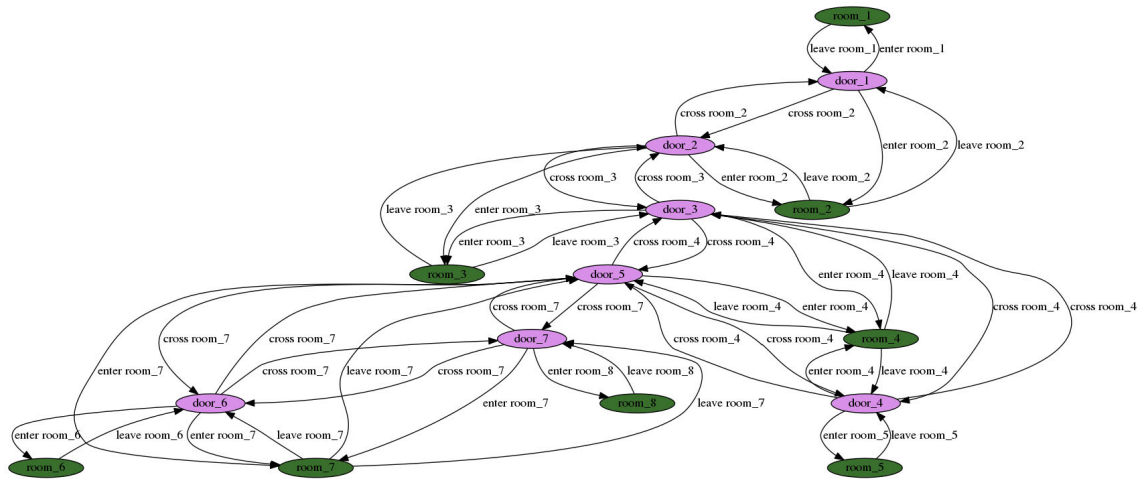 room_1
leave room_1 enter room_1
door_1
cross room_2 cross room_2
door_2 enter room_2 leave room_2
cross room_3 cross room_3 enter room_2 leave room_2
leave room_3 enter room_3 door_3 room_2
enter room_3 leave room_3 cross room_4 cross room_4
room_3 door_5 enter room_4 leave room_4
cross room_7 cross room_7 leave room_4 enter room_4 cross room_4 cross room_4
cross room_7 door_7 cross room_4 cross room_4 room_4
enter room_7 cross room_7 leave room_7 cross room_7 enter room_8 leave room_8 enter room_4 leave room_4
door_6 enter room_7 room_8 leave room_7 door_4
enter room_6 leave room_6 enter room_7 leave room_7 enter room_5 leave room_5
room_6 room_7 room_5